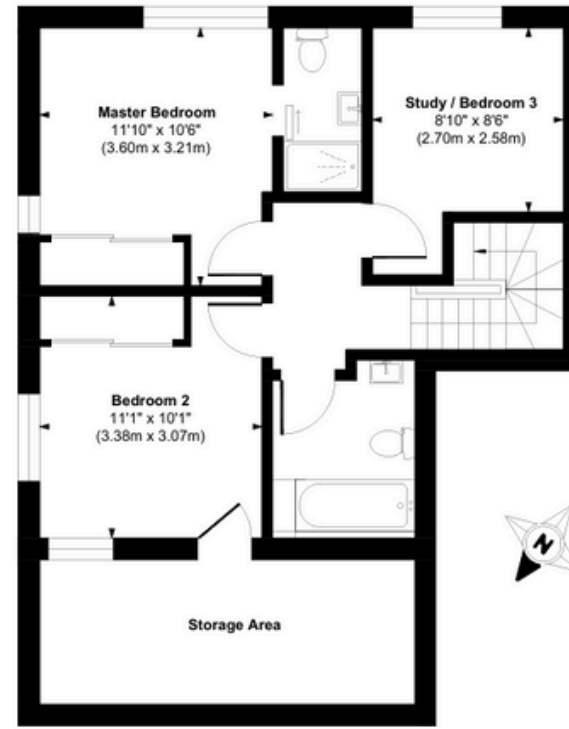 Master Bedroom
11'10" x 10'6"
(3.60m x 3.21m)
Study / Bedroom 3
8'10" x 8'6"
(2.70m x 2.58m)
Bedroom 2
11'1" x 10'1"
(3.38m x 3.07m)
N
Storage Area